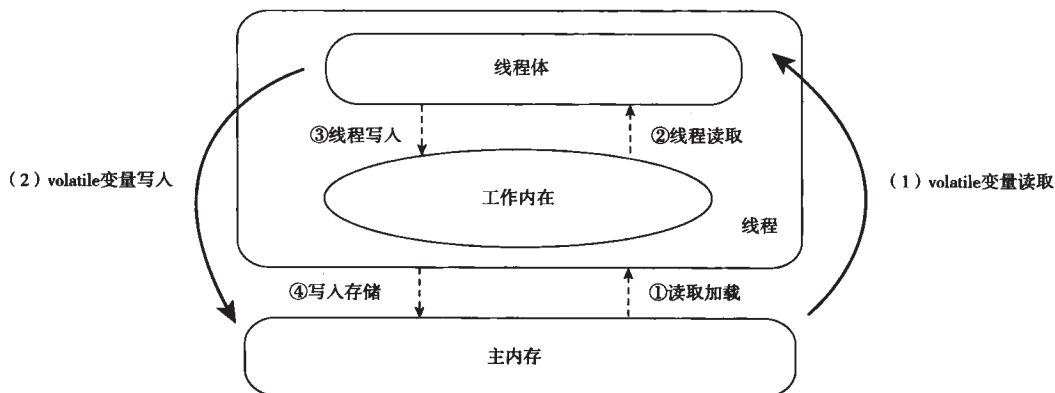 线程体
③线程写入
②线程读取
(2)volatile变量写入
工作内在
(1)volatile变量读取
线程
④写入存储
①读取加载
主内存